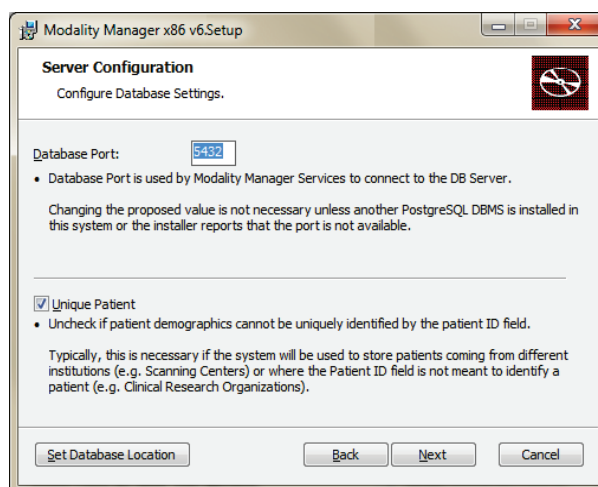 Modality Manager x86 v6.Setup
Server Configuration
Configure Database Settings.
Database Port: 5432
• Database Port is used by Modality Manager Services to connect to the DB Server.
Changing the proposed value is not necessary unless another PostgreSQL DBMS is installed in
this system or the installer reports that the port is not available.
Unique Patient
• Uncheck if patient demographics cannot be uniquely identified by the patient ID field.
Typically, this is necessary if the system will be used to store patients coming from different
institutions (e.g. Scanning Centers) or where the Patient ID field is not meant to identify a
patient (e.g. Clinical Research Organizations).
Set Database Location Back Next Cancel